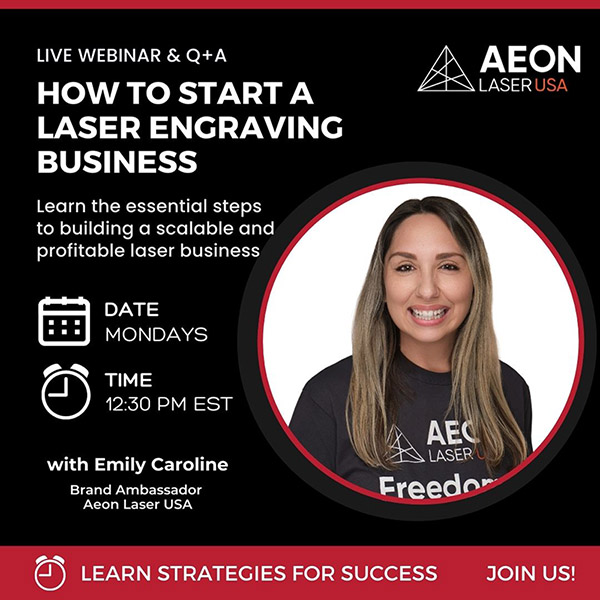 LIVE WEBINAR & Q+A
HOW TO START A
LASER ENGRAVING
BUSINESS
AEON
LASER USA
Learn the essential steps
to building a scalable and
profitable laser business
DATE
MONDAYS
TIME
12:30 PM EST
with Emily Caroline
Brand Ambassador
Aeon Laser USA
LASER
LEARN STRATEGIES FOR SUCCESS
JOIN US!